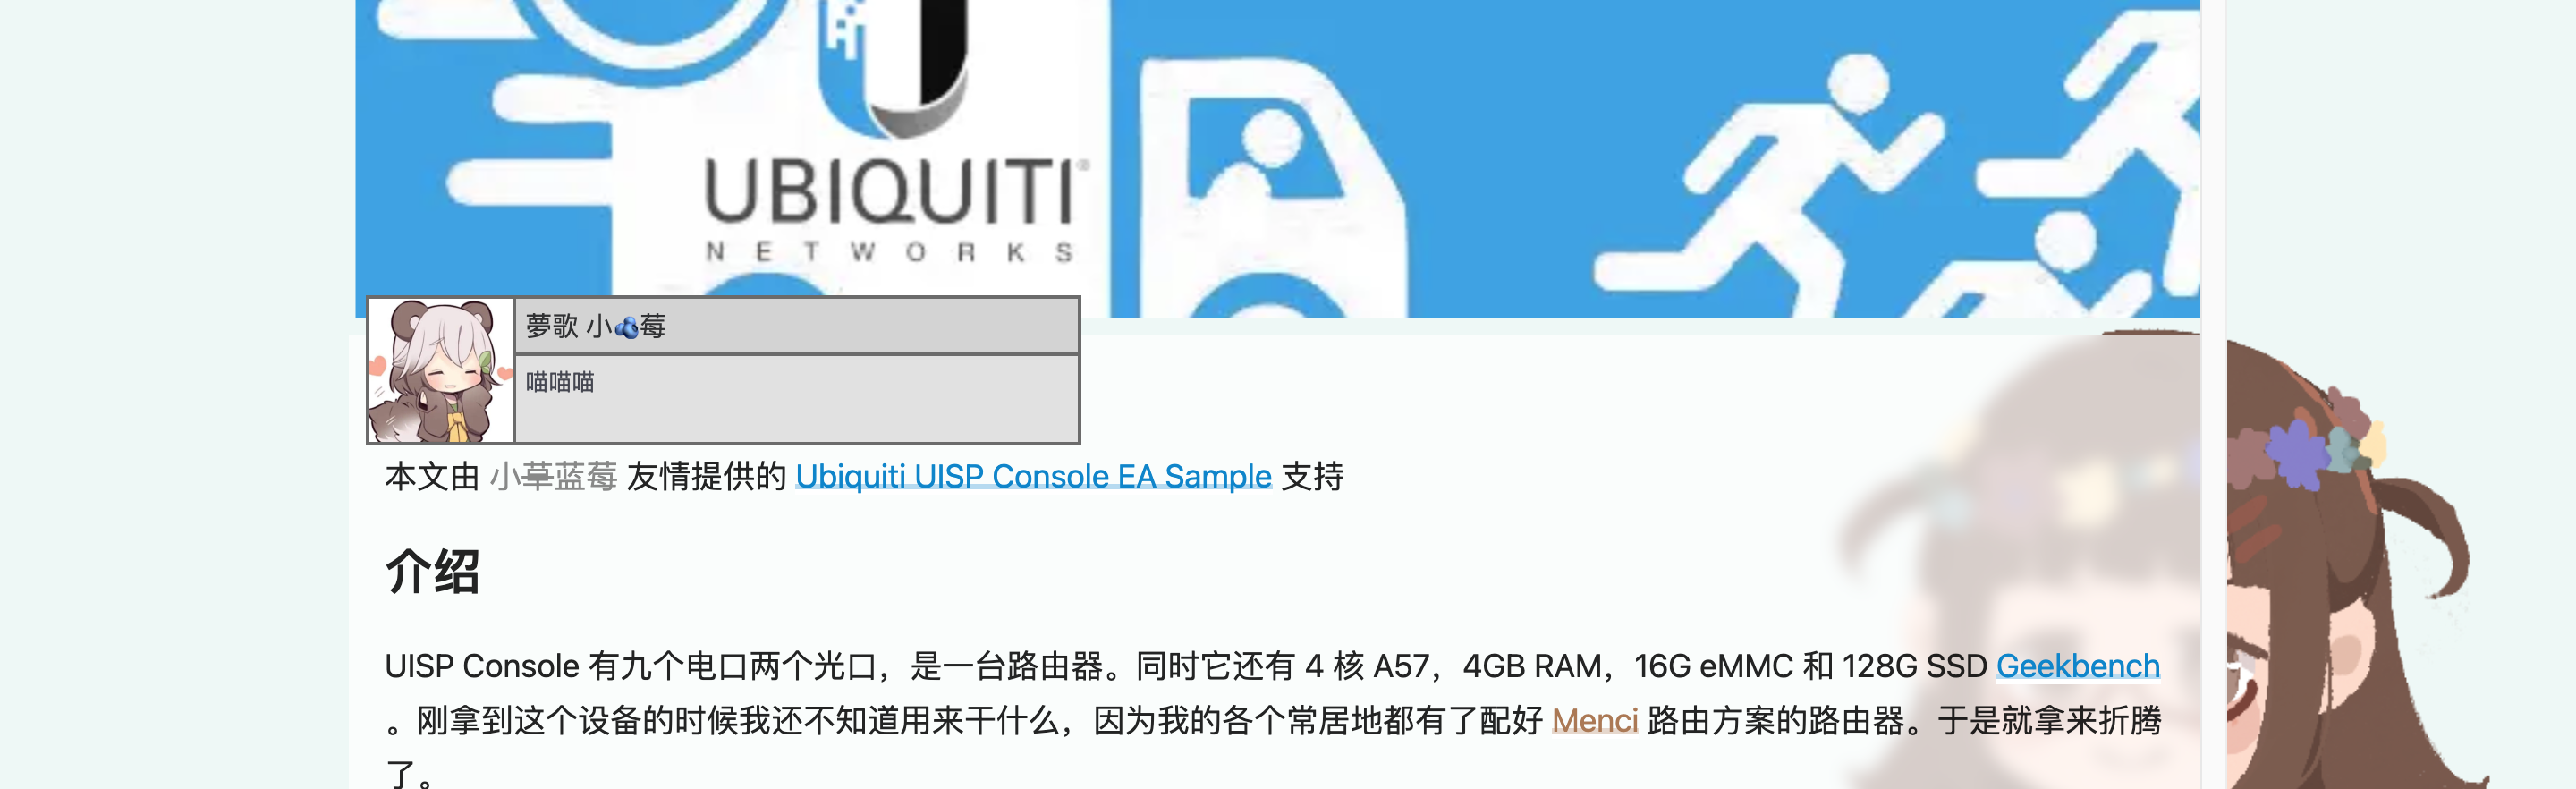 UBIQUITI
NETWORKS
夢歌 小🫐莓
喵喵喵
本文由 小草蓝莓 友情提供的 Ubiquiti UISP Console EA Sample 支持
介绍
UISP Console 有九个电口两个光口，是一台路由器。同时它还有 4 核 A57，4GB RAM，16G eMMC 和 128G SSD Geekbench
。刚拿到这个设备的时候我还不知道用来干什么，因为我的各个常居地都有了配好 Menci 路由方案的路由器。于是就拿来折腾
了。